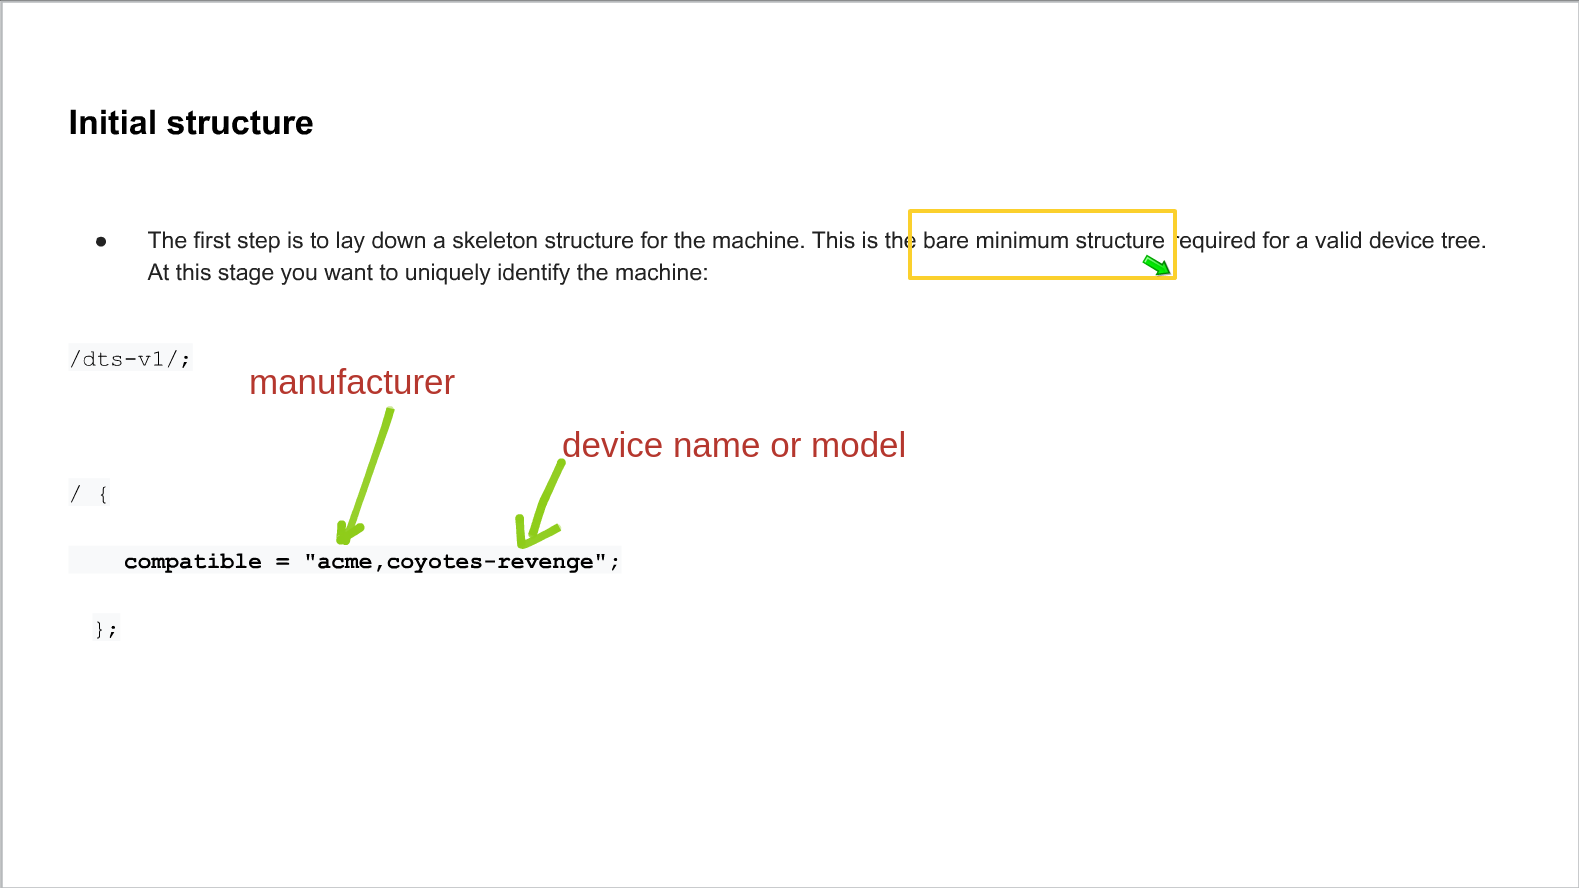 Initial structure
● The first step is to lay down a skeleton structure for the machine. This is the bare minimum structure required for a valid device tree.
At this stage you want to uniquely identify the machine:
/dts-v1/;
manufacturer
device name or model
/ {
compatible = "acme,coyotes-revenge";
};